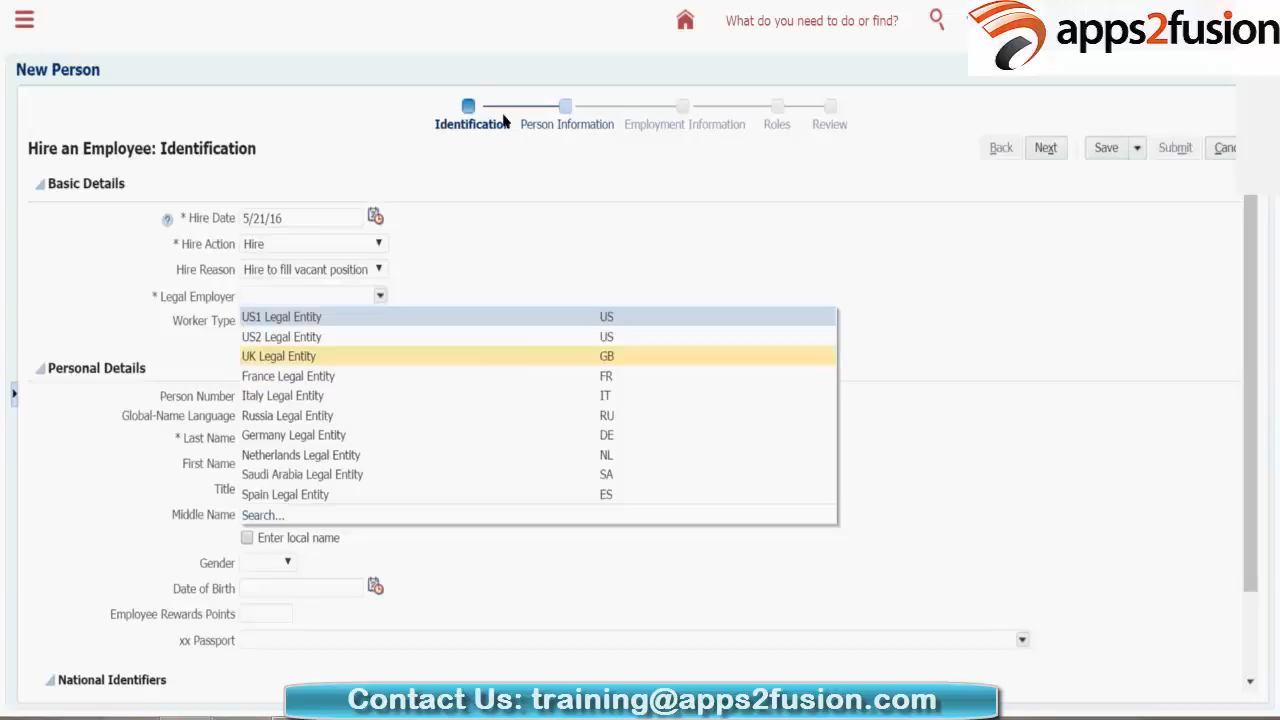 What do you need to do or find?
apps2fusion
New Person
Identification
Person Information
Employment Information
Roles
Review
Hire an Employee: Identification
Back
Next
Save
Submit
Canc
Basic Details
* Hire Date 5/21/16
* Hire Action Hire
Hire Reason Hire to fill vacant position
* Legal Employer
Worker Type
US1 Legal Entity US
US2 Legal Entity US
UK Legal Entity GB
France Legal Entity FR
Italy Legal Entity IT
Russia Legal Entity RU
Germany Legal Entity DE
Netherlands Legal Entity NL
Saudi Arabia Legal Entity SA
Spain Legal Entity ES
Search...
Personal Details
Person Number
Global-Name Language
* Last Name
First Name
Title
Middle Name
Enter local name
Gender
Date of Birth
Employee Rewards Points
xx Passport
National Identifiers
Contact Us: training@apps2fusion.com